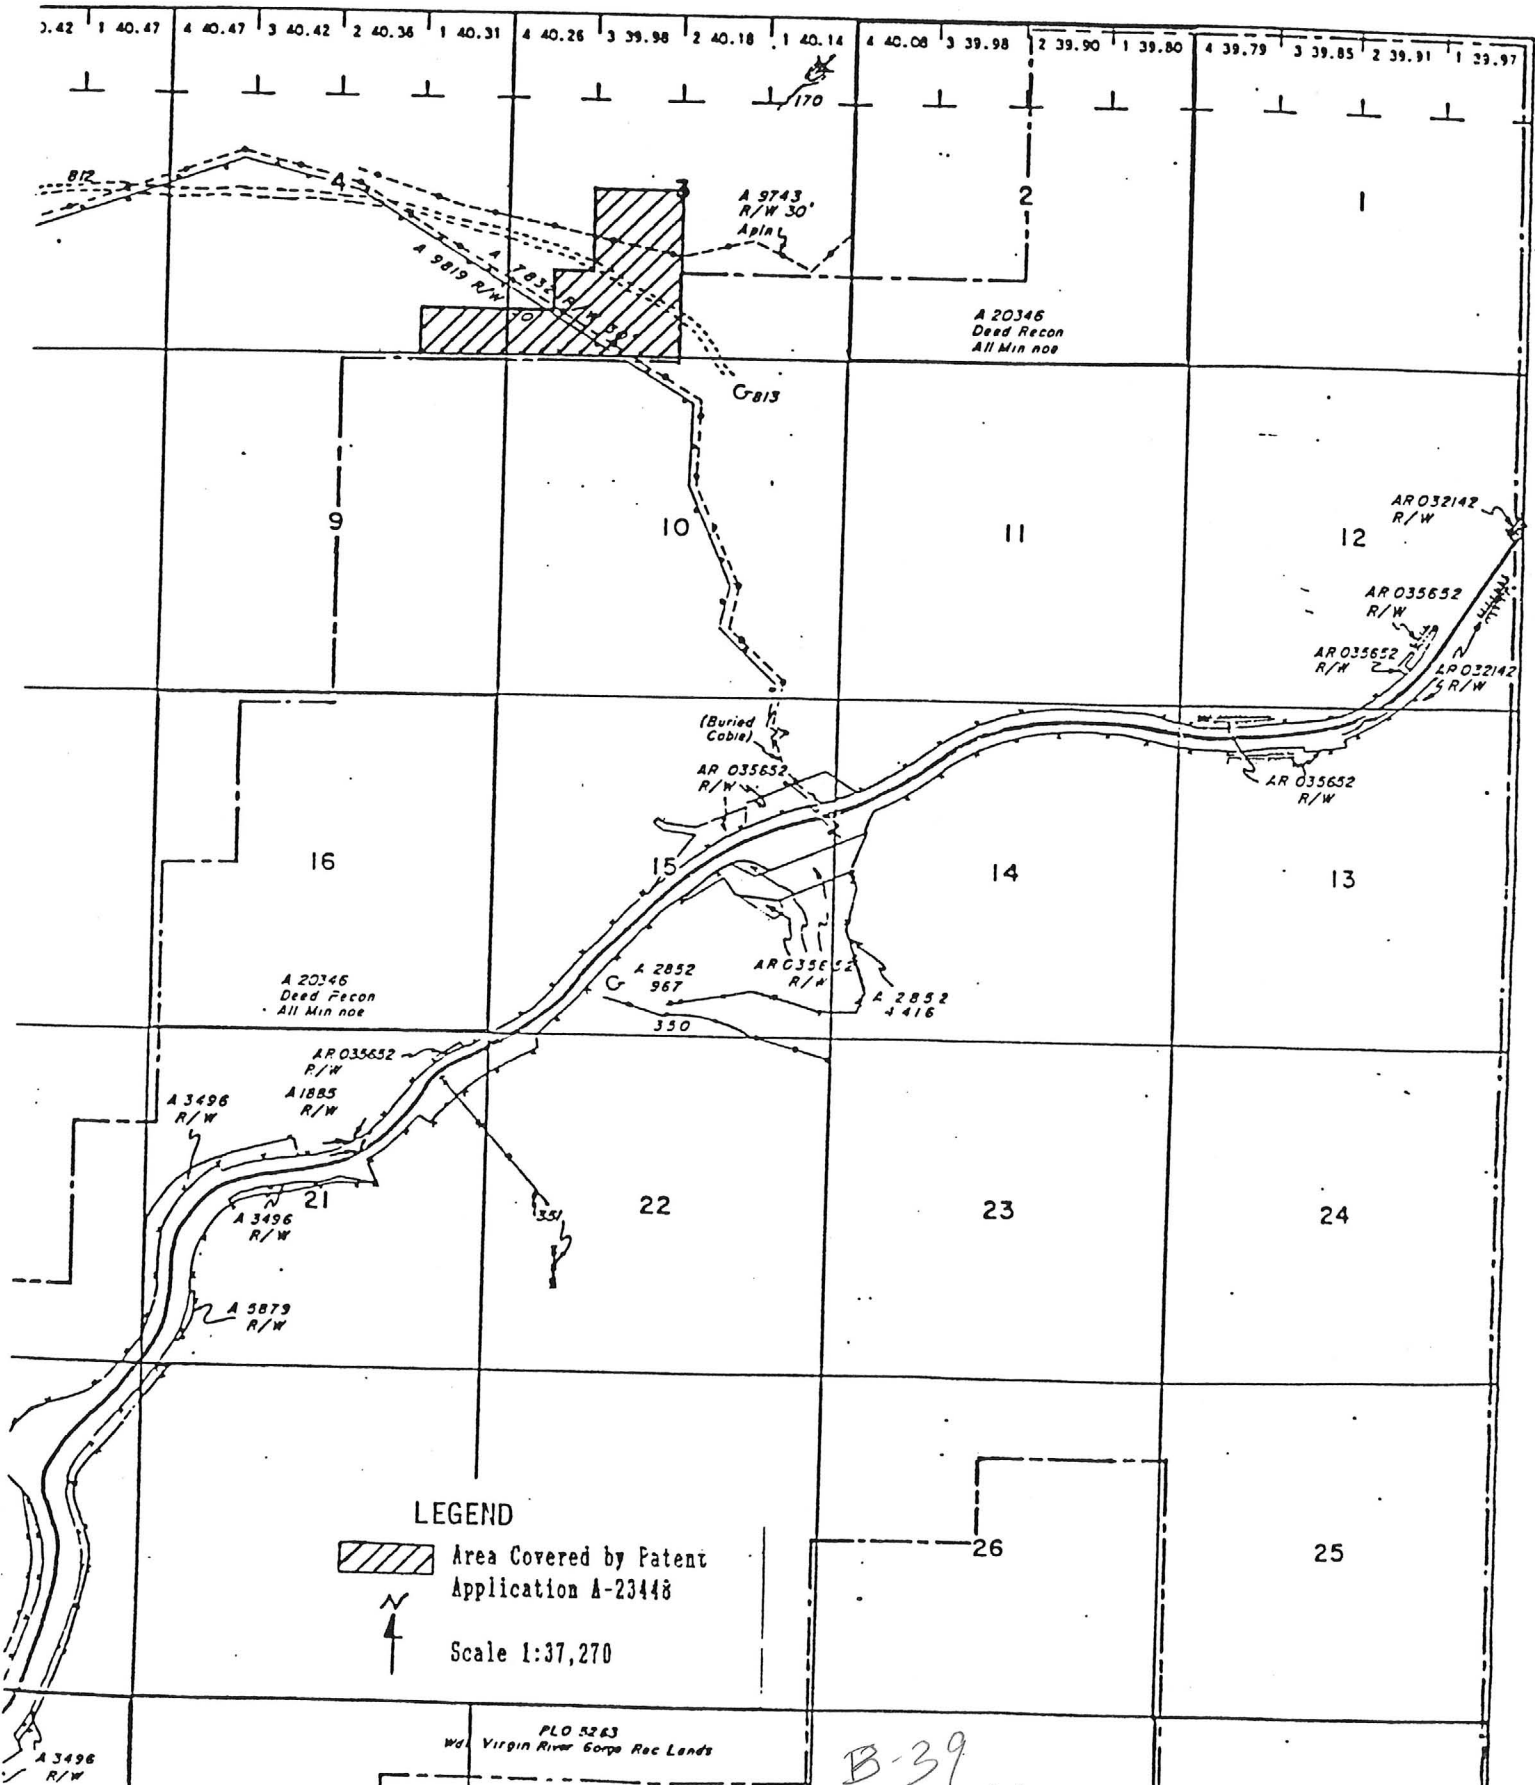 1 40.47 4 40.47 3 40.42 2 40.36 1 40.31 4 40.26 3 39.98 2 40.18 1 40.14 4 40.08 3 39.98 2 39.90 1 39.80 4 39.79 3 39.85 2 39.91 1 39.97
170
812
4
3
2
1
A 9743
R/W 30'
Apln
A 9819 R/W
A 7832 R/W
A 20346
Deed Recon
All Min noe
G 813
9
10
11
12
AR 032142
R/W
AR 035652
R/W
AR 035652
R/W
AR 032142
R/W
(Buried
Cable)
AR 035652
R/W
AR 035652
R/W
16
15
14
13
A 20346
Deed Recon
All Min noe
G
A 2852
967
AR 035652
R/W
A 2852
4416
350
AR 035652
R/W
A 1885
R/W
A 3496
R/W
21
22
23
24
A 3496
R/W
351
A 5879
R/W
LEGEND
Area Covered by Patent
Application A-23448
N
Scale 1:37,270
26
25
PLO 5263
Wdl Virgin River Gorge Rec Lands
A 3496
R/W
B-39